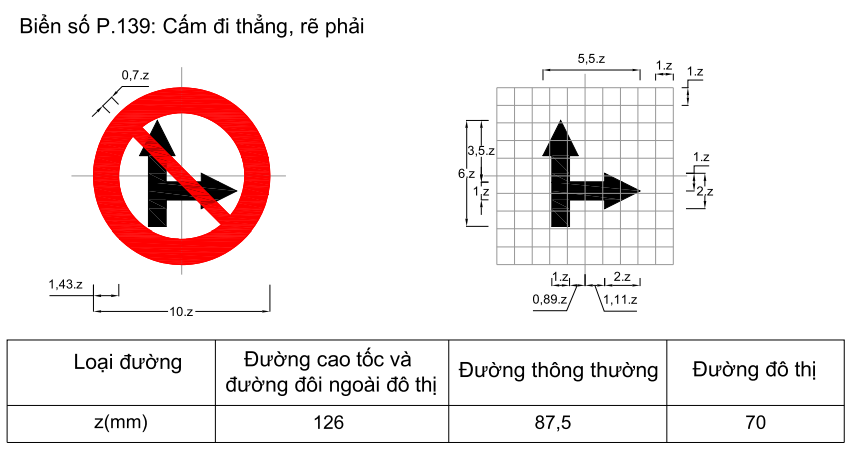 Biển số P.139: Cấm đi thẳng, rẽ phải
0,7.z
1,43.z
10.z
5,5.z
1.z
1.z
3,5.z
6.z
1.z
1.z
2.z
1.z
2.z
0,89.z
1,11.z
Loại đường
Đường cao tốc và
đường đôi ngoài đô thị
Đường thông thường
Đường đô thị
z(mm)
126
87,5
70